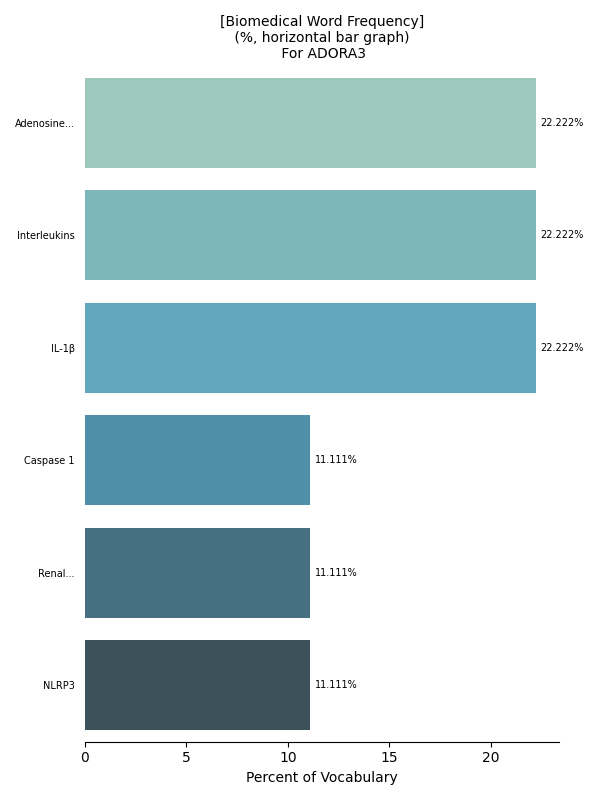 [Biomedical Word Frequency]
(%, horizontal bar graph)
For ADORA3
Adenosine...
22.222%
Interleukins
22.222%
IL-1β
22.222%
Caspase 1
11.111%
Renal...
11.111%
NLRP3
11.111%
0 5 10 15 20
Percent of Vocabulary